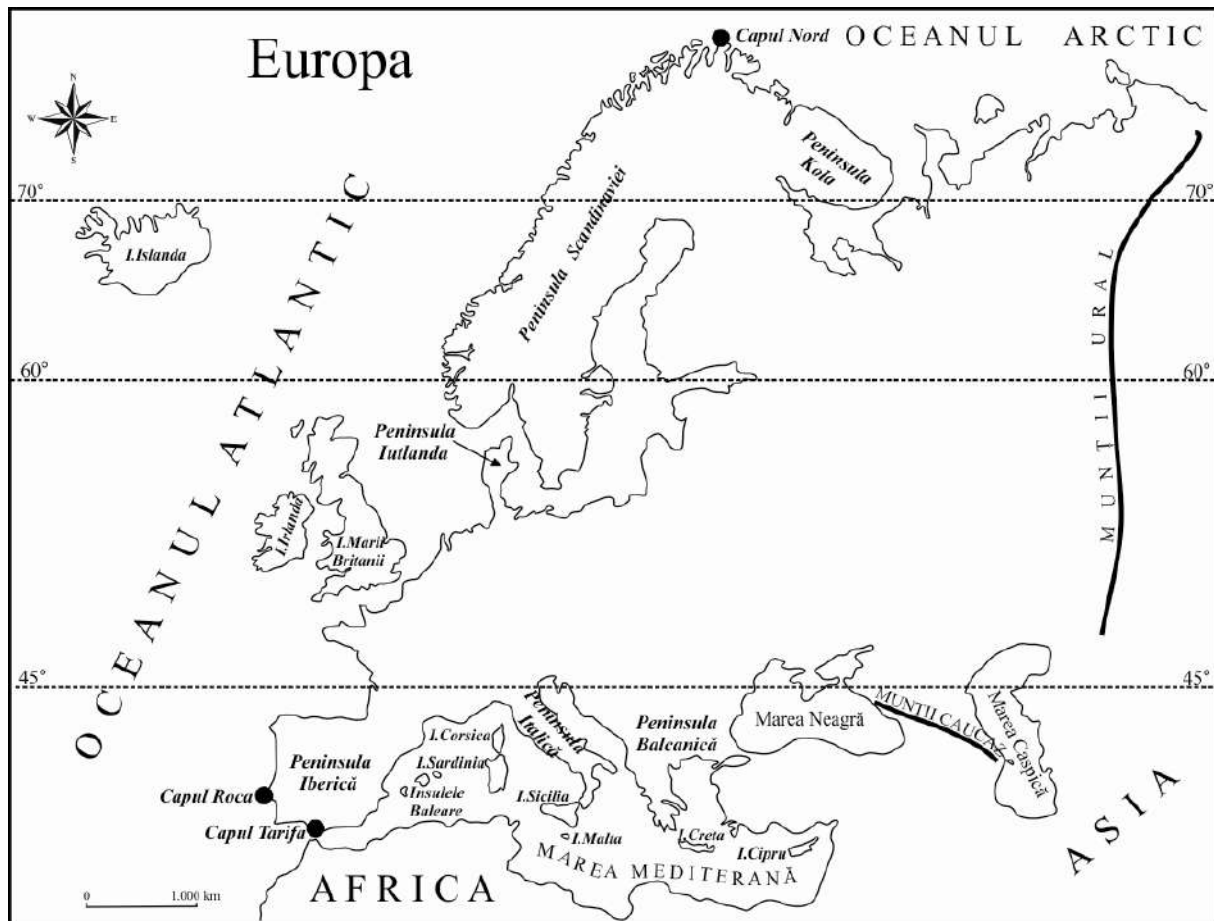 Europa
Capul Nord
OCEANUL ARCTIC
N
W
E
S
Peninsula
Kola
70°
70°
OCEANUL ATLANTIC
I.Islanda
Peninsula Scandinaviei
MUNȚII URAL
60°
60°
Peninsula
Iutlanda
I.Irlanda
I.Marii
Britanii
45°
45°
Marea Neagră
MUNȚII CAUCAZ
Marea Caspică
Peninsula
Italică
Peninsula
Balcanică
I.Corsica
Peninsula
Iberică
I.Sardinia
Insulele
Baleare
I.Sicilia
Capul Roca
Capul Tarifa
I.Malta
I.Creta
I.Cipru
MAREA MEDITERANĂ
AFRICA
ASIA
0
1.000 km